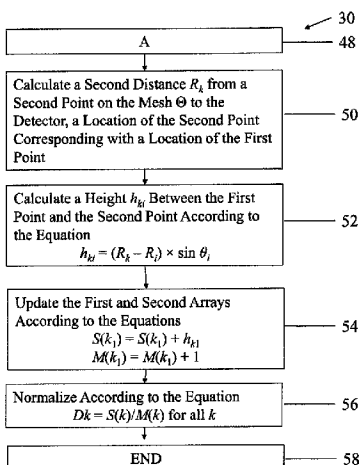 30
A
48
Calculate a Second Distance Rk from a
Second Point on the Mesh Θ to the
Detector, a Location of the Second Point
Corresponding with a Location of the First
Point
50
Calculate a Height hki Between the First
Point and the Second Point According to
the Equation
hki = (Rk – Ri) × sin θi
52
Update the First and Second Arrays
According to the Equations
S(k1) = S(k1) + hk1
M(k1) = M(k1) + 1
54
Normalize According to the Equation
Dk = S(k)/M(k) for all k
56
END
58